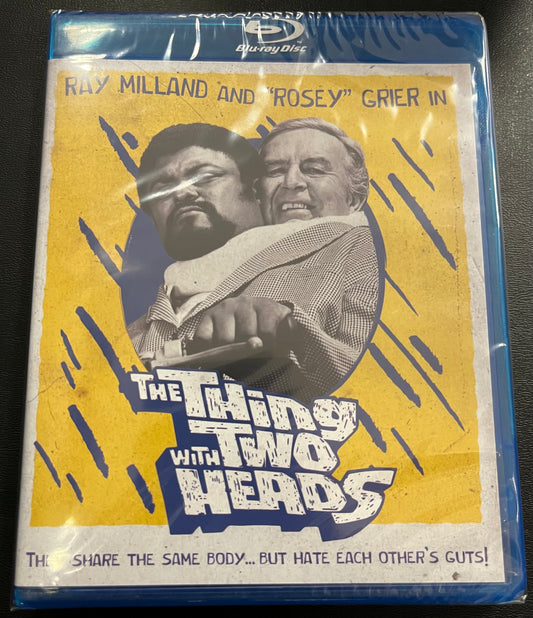 Blu-ray Disc
RAY MILLAND AND "ROSEY" GRIER IN
THE THING
WITH TWO
HEADS
THEY SHARE THE SAME BODY... BUT HATE EACH OTHER'S GUTS!